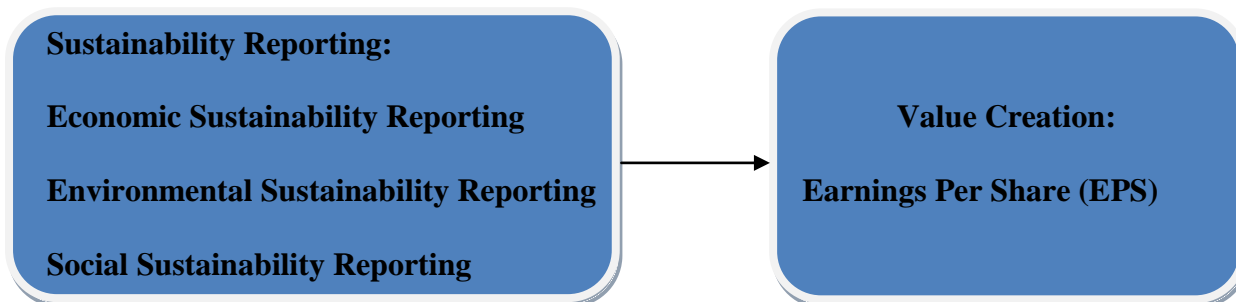 Sustainability Reporting:
Economic Sustainability Reporting
Environmental Sustainability Reporting
Social Sustainability Reporting
Value Creation:
Earnings Per Share (EPS)